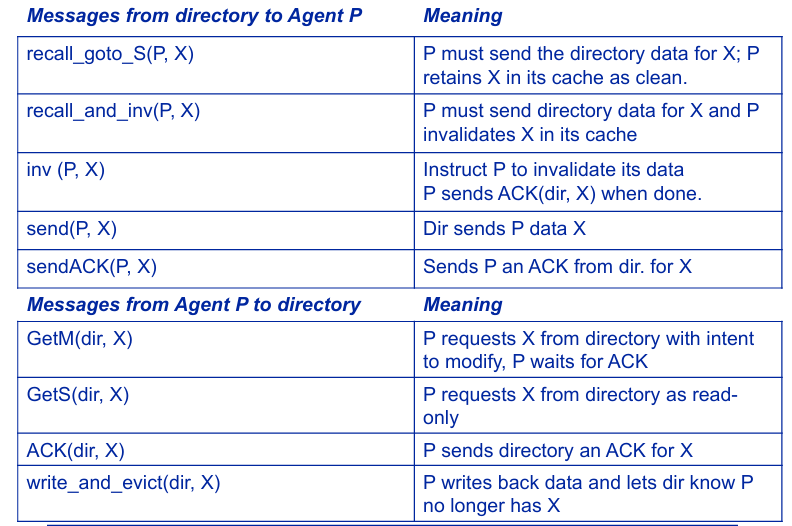 Messages from directory to Agent P Meaning
recall_goto_S(P, X) P must send the directory data for X; P
retains X in its cache as clean.
recall_and_inv(P, X) P must send directory data for X and P
invalidates X in its cache
inv (P, X) Instruct P to invalidate its data
P sends ACK(dir, X) when done.
send(P, X) Dir sends P data X
sendACK(P, X) Sends P an ACK from dir. for X
Messages from Agent P to directory Meaning
GetM(dir, X) P requests X from directory with intent
to modify, P waits for ACK
GetS(dir, X) P requests X from directory as read-
only
ACK(dir, X) P sends directory an ACK for X
write_and_evict(dir, X) P writes back data and lets dir know P
no longer has X